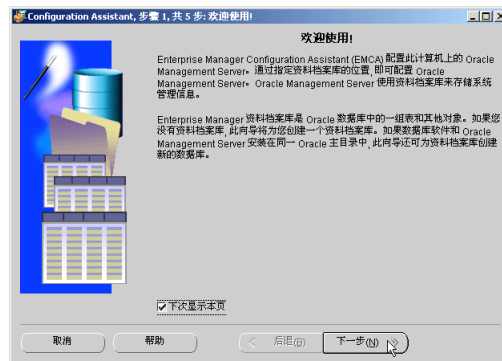 Configuration Assistant, 步骤 1, 共 5 步: 欢迎使用!
欢迎使用!
Enterprise Manager Configuration Assistant (EMCA) 配置此计算机上的 Oracle
Management Server。通过指定资料档案库的位置, 即可配置 Oracle
Management Server。Oracle Management Server 使用资料档案库来存储系统
管理信息。
Enterprise Manager 资料档案库是 Oracle 数据库中的一组表和其他对象。如果您
没有资料档案库, 此向导将为您创建一个资料档案库。如果数据库软件和 Oracle
Management Server 安装在同一 Oracle 主目录中, 此向导还可为资料档案库创建
新的数据库。
下次显示本页
取消
帮助
后退(B)
下一步(N)